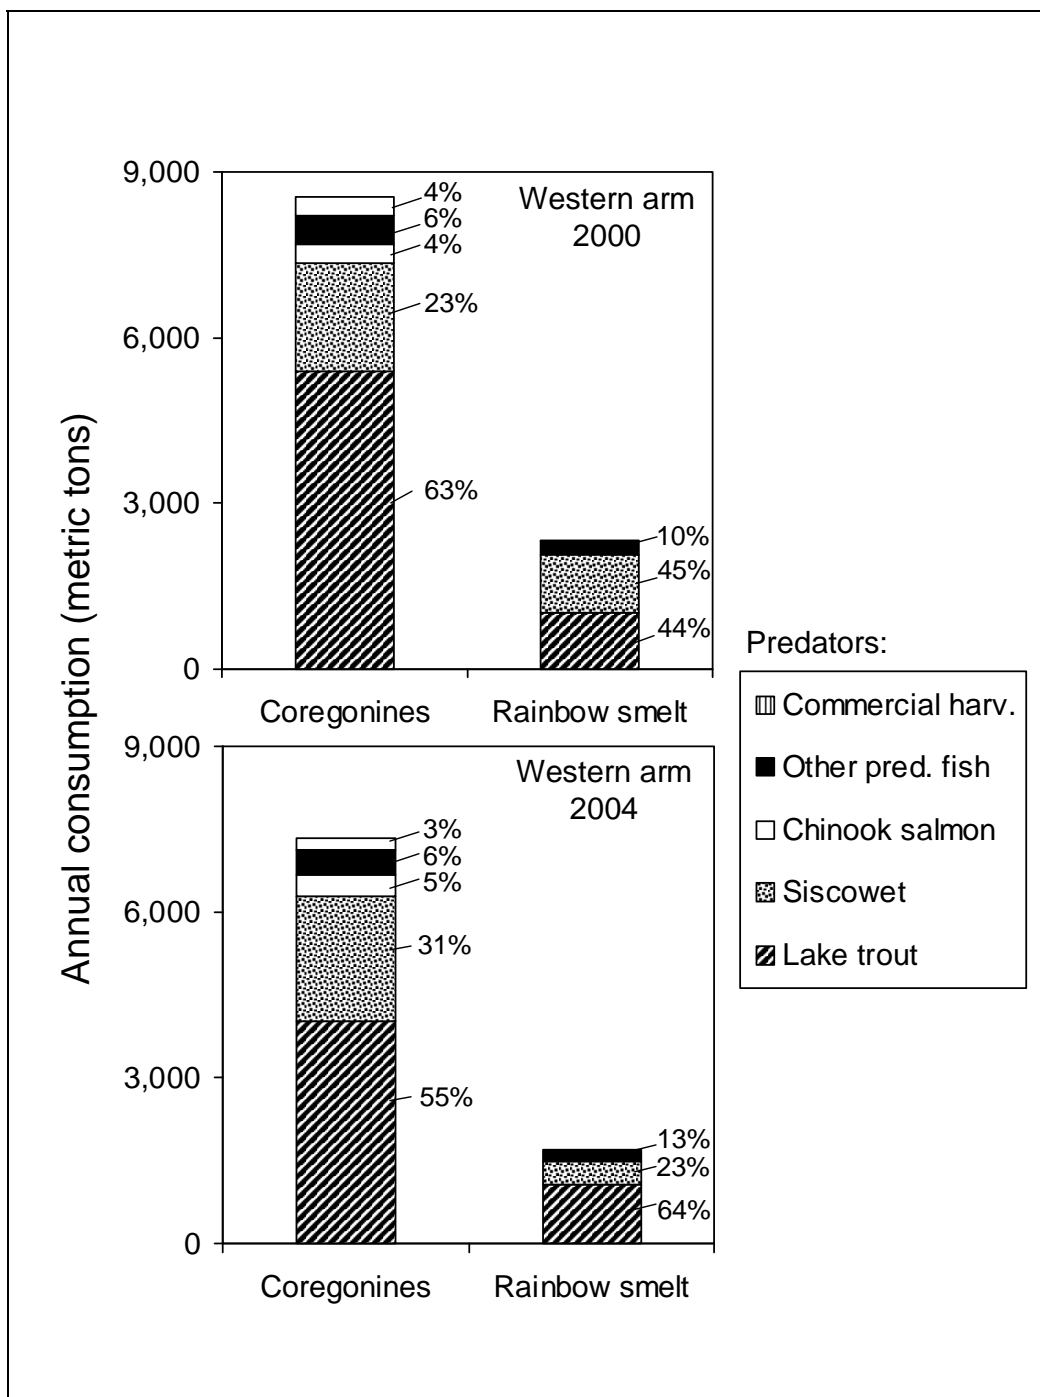 Annual consumption (metric tons)
9,000
6,000
3,000
0
Western arm
2000
4%
6%
4%
23%
63%
10%
45%
44%
Coregonines
Rainbow smelt
9,000
6,000
3,000
0
Western arm
2004
3%
6%
5%
31%
55%
13%
23%
64%
Coregonines
Rainbow smelt
Predators:
Commercial harv.
Other pred. fish
Chinook salmon
Siscowet
Lake trout